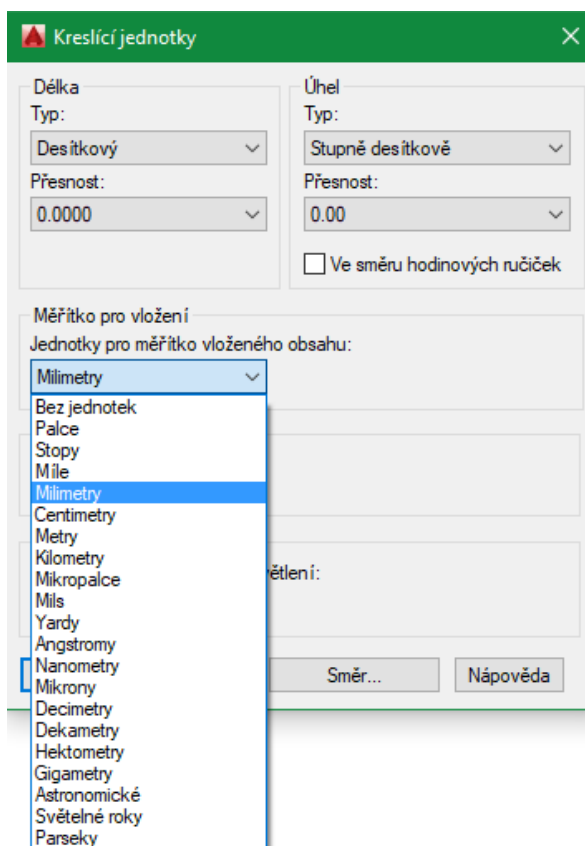 Kreslící jednotky
Délka
Typ:
Desítkový
Přesnost:
0.0000
Úhel
Typ:
Stupně desítkově
Přesnost:
0.00
Ve směru hodinových ručiček
Měřítko pro vložení
Jednotky pro měřítko vloženého obsahu:
Milimetry
Bez jednotek
Palce
Stopy
Míle
Milimetry
Centimetry
Metry
Kilometry
Mikropalce
Mils
Yardy
Angstromy
Nanometry
Mikrony
Decimetry
Dekametry
Hektometry
Gigametry
Astronomické
Světelné roky
Parseky
Směr...
Nápověda